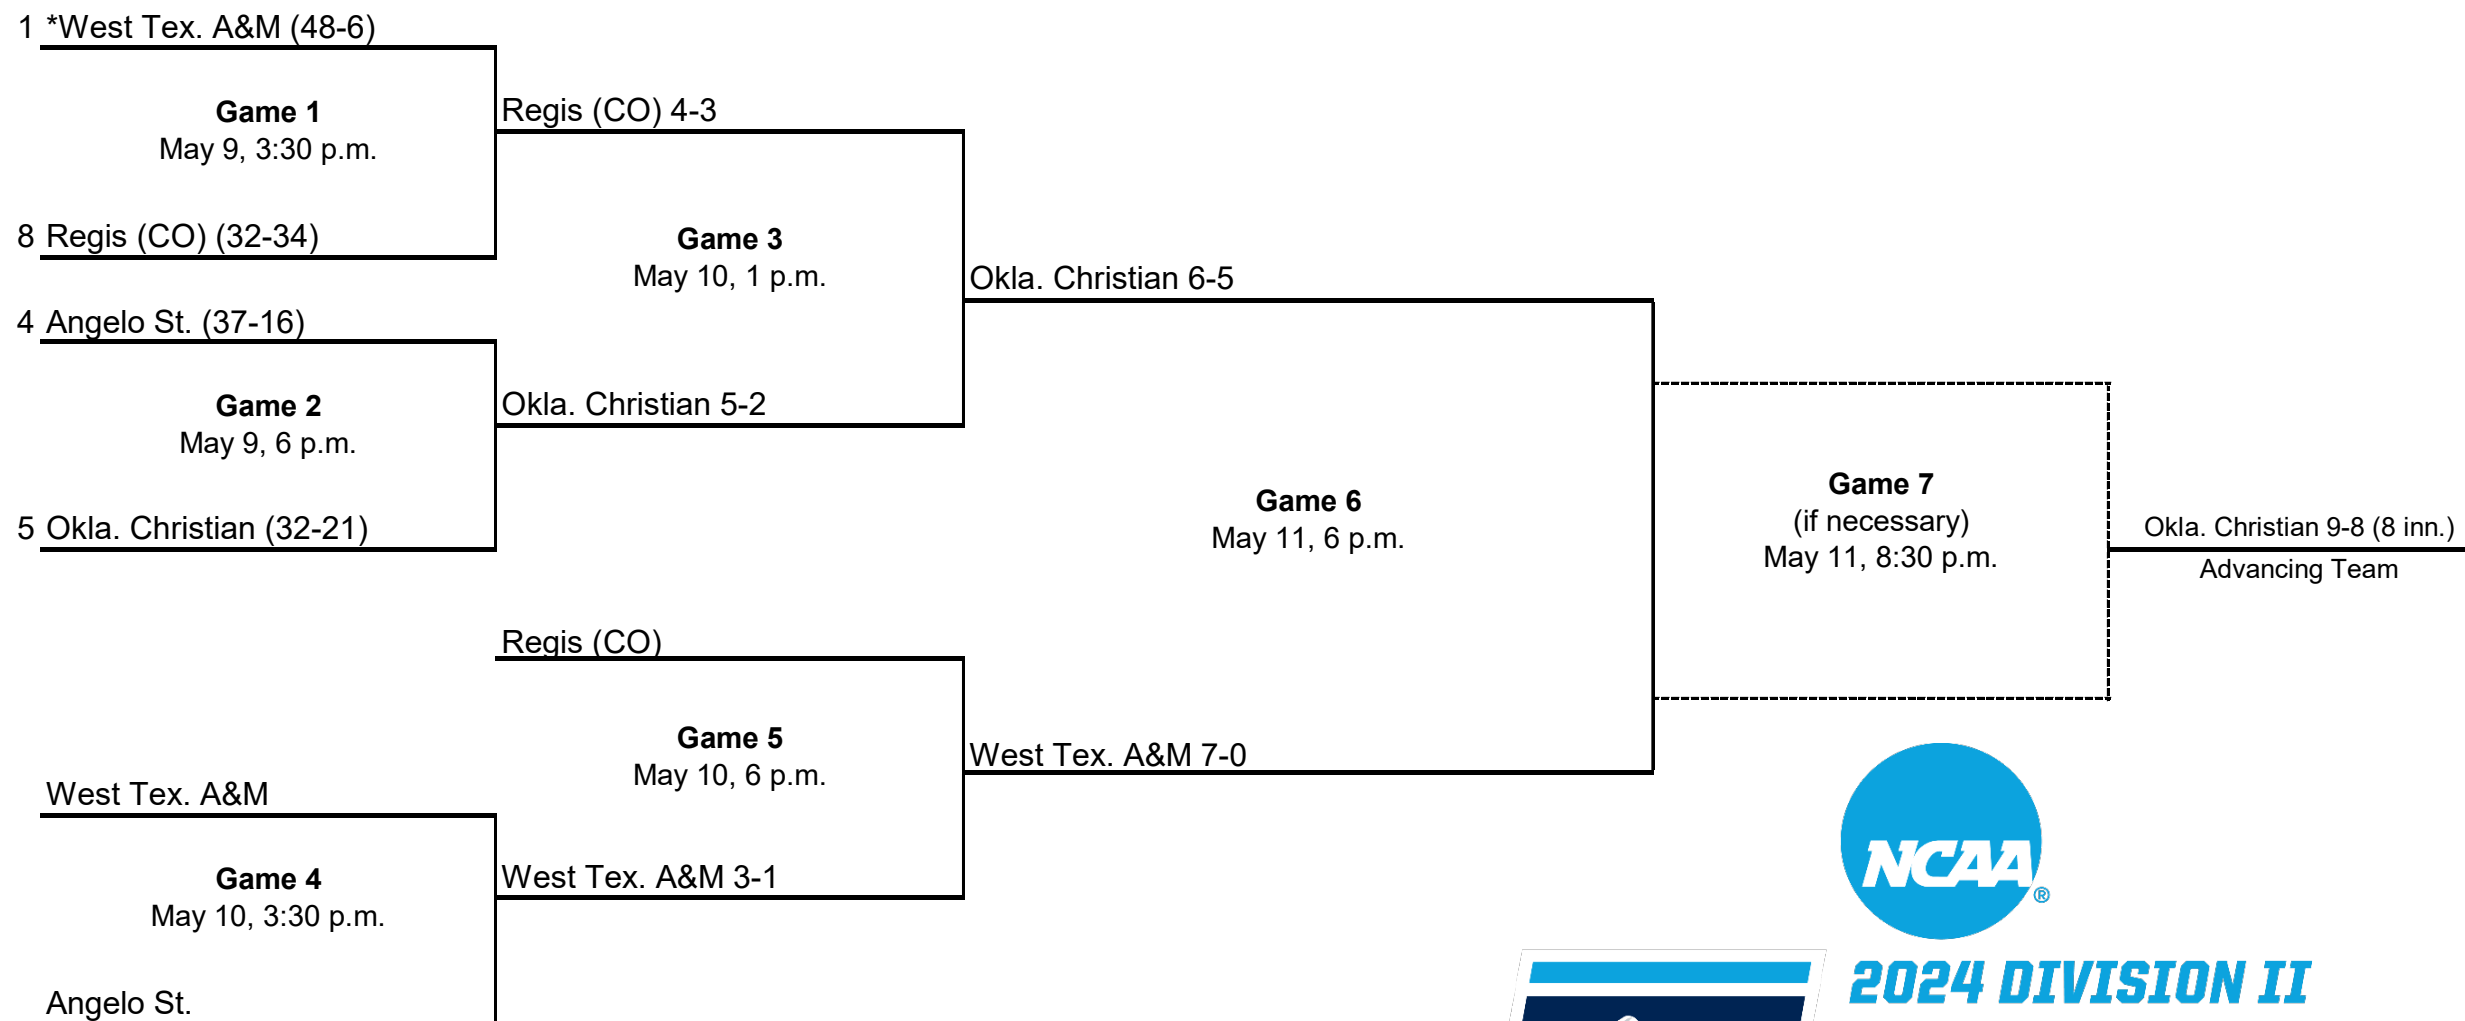 1 *West Tex. A&M (48-6)
Game 1
May 9, 3:30 p.m.
8 Regis (CO) (32-34)
Regis (CO) 4-3
4 Angelo St. (37-16)
Game 2
May 9, 6 p.m.
5 Okla. Christian (32-21)
Okla. Christian 5-2
Game 3
May 10, 1 p.m.
Okla. Christian 6-5
West Tex. A&M
Game 4
May 10, 3:30 p.m.
Angelo St.
Regis (CO)
Game 5
May 10, 6 p.m.
West Tex. A&M 3-1
West Tex. A&M 7-0
Game 6
May 11, 6 p.m.
Game 7
(if necessary)
May 11, 8:30 p.m.
Okla. Christian 9-8 (8 inn.)
Advancing Team
NCAA®
2024 DIVISION II